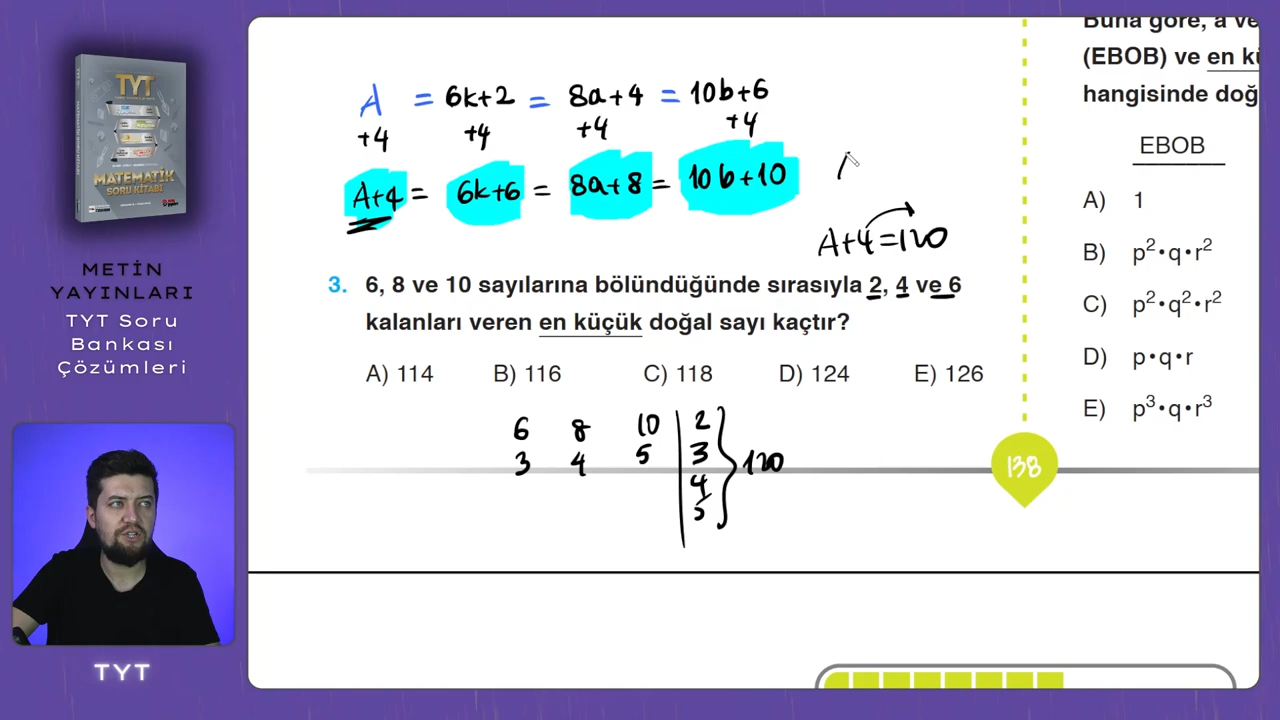 TYT
MATEMATİK
SORU KİTABI
METİN
YAYINLARI
TYT Soru
Bankası
Çözümleri
TYT
A = 6k+2 = 8a+4 = 10b+6
+4 +4 +4 +4
A+4 = 6k+6 = 8a+8 = 10b+10
A+4=120
3. 6, 8 ve 10 sayılarına bölündüğünde sırasıyla 2, 4 ve 6
kalanları veren en küçük doğal sayı kaçtır?
A) 114 B) 116 C) 118 D) 124 E) 126
6 8 10 2
3 4 5 3
4
5
120
Buna göre, a ve
(EBOB) ve en kü
hangisinde doğ
EBOB
A) 1
B) p²•q•r²
C) p²•q²•r²
D) p•q•r
E) p³•q•r³
138